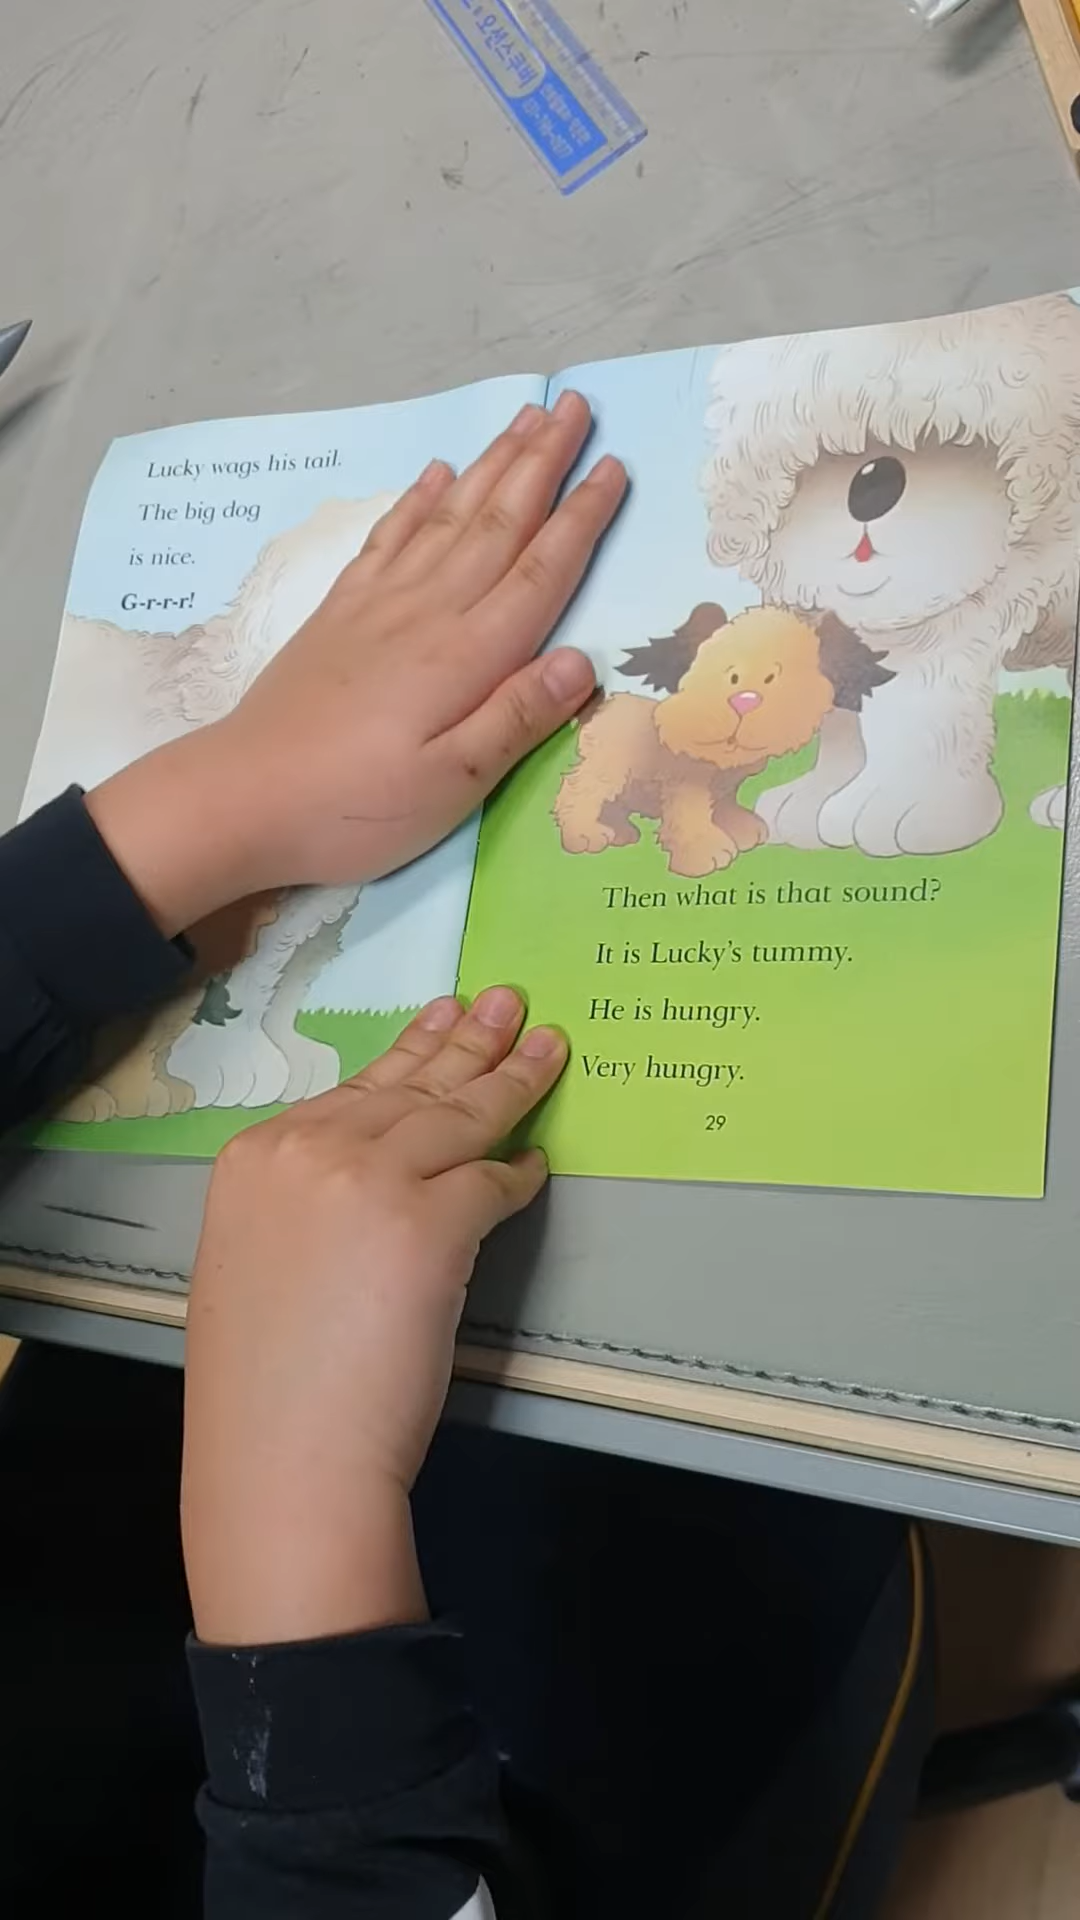 Lucky wags his tail.
The big dog
is nice.
G-r-r-r!
Then what is that sound?
It is Lucky's tummy.
He is hungry.
Very hungry.
29